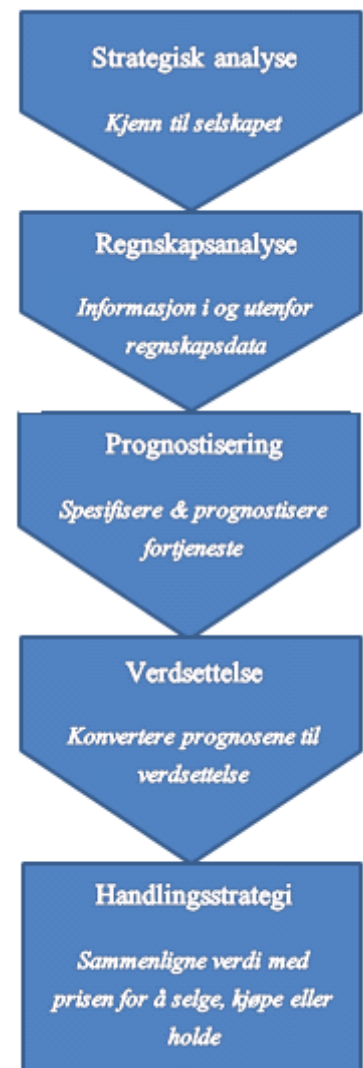 Strategisk analyse
Kjenn til selskapet
Regnskapsanalyse
Informasjon i og utenfor
regnskapsdata
Prognostisering
Spesifisere & prognostisere
fortjeneste
Verdsettelse
Konvertere prognosene til
verdsettelse
Handlingsstrategi
Sammenligne verdi med
prisen for å selge, kjøpe eller
holde